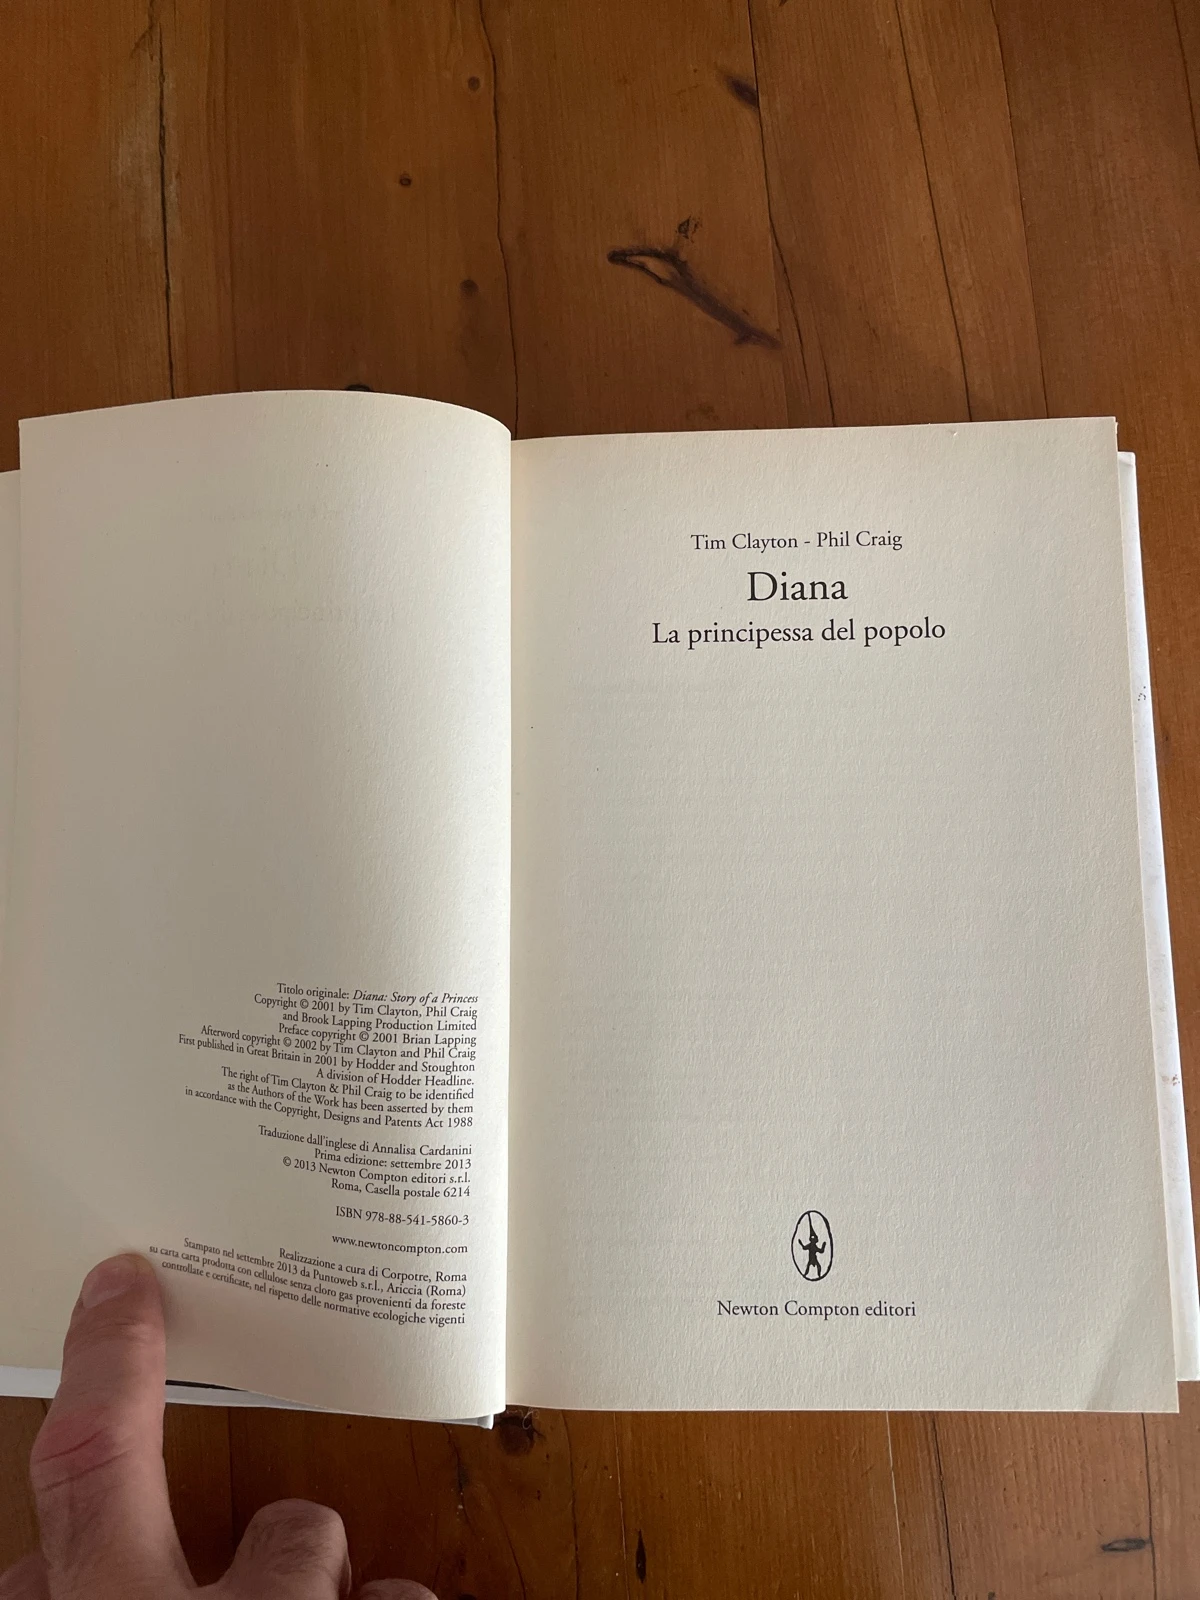 Titolo originale: Diana: Story of a Princess
Copyright © 2001 by Tim Clayton, Phil Craig
and Brook Lapping Production Limited
Preface copyright © 2001 Brian Lapping
Afterword copyright © 2002 by Tim Clayton and Phil Craig
First published in Great Britain in 2001 by Hodder and Stoughton
A division of Hodder Headline.
The right of Tim Clayton & Phil Craig to be identified
as the Authors of the Work has been asserted by them
in accordance with the Copyright, Designs and Patents Act 1988
Traduzione dall'inglese di Annalisa Cardanini
Prima edizione: settembre 2013
© 2013 Newton Compton editori s.r.l.
Roma, Casella postale 6214
ISBN 978-88-541-5860-3
www.newtoncompton.com
Realizzazione a cura di Corpotre, Roma
Stampato nel settembre 2013 da Puntoweb s.r.l., Ariccia (Roma)
su carta carta prodotta con cellulose senza cloro gas provenienti da foreste
controllate e certificate, nel rispetto delle normative ecologiche vigenti
Tim Clayton - Phil Craig
Diana
La principessa del popolo
Newton Compton editori